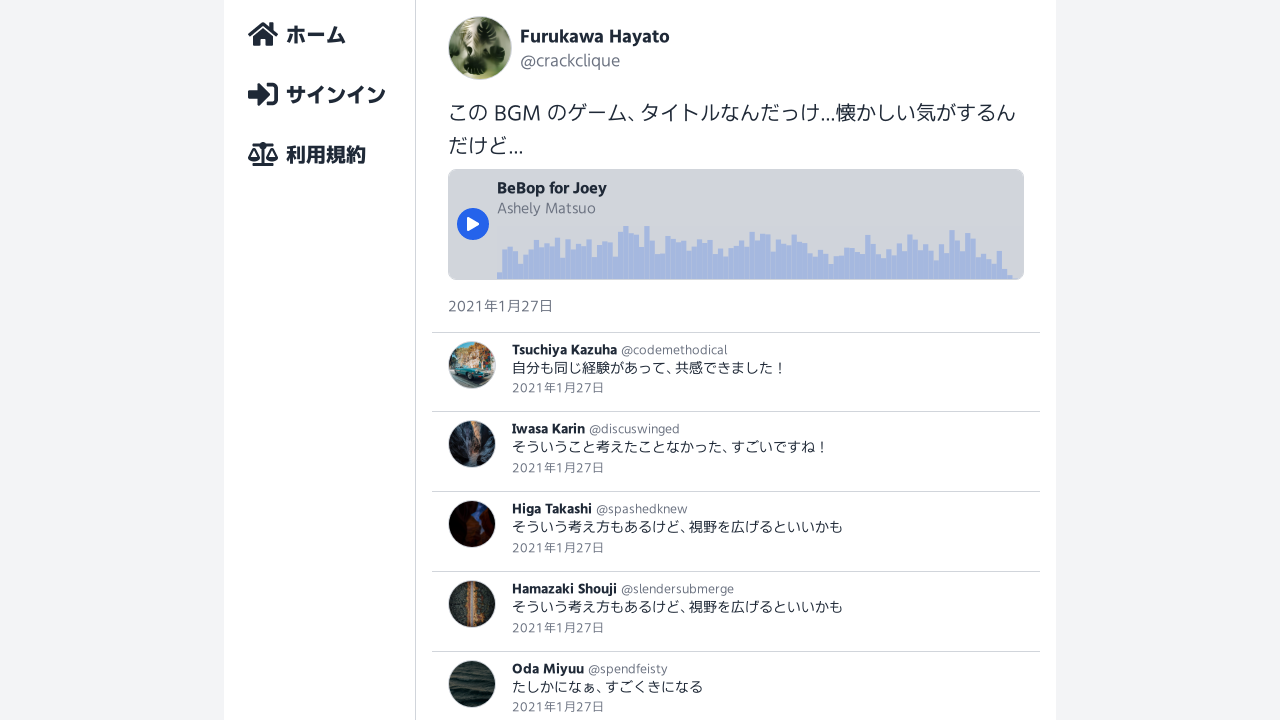 ホーム
サインイン
利用規約
Furukawa Hayato
@crackclique
この BGM のゲーム、タイトルなんだっけ…懐かしい気がするん
だけど…
BeBop for Joey
Ashely Matsuo
2021年1月27日
Tsuchiya Kazuha @codemethodical
自分も同じ経験があって、共感できました！
2021年1月27日
Iwasa Karin @discuswinged
そういうこと考えたことなかった、すごいですね！
2021年1月27日
Higa Takashi @spashedknew
そういう考え方もあるけど、視野を広げるといいかも
2021年1月27日
Hamazaki Shouji @slendersubmerge
そういう考え方もあるけど、視野を広げるといいかも
2021年1月27日
Oda Miyuu @spendfeisty
たしかになぁ、すごくきになる
2021年1月27日